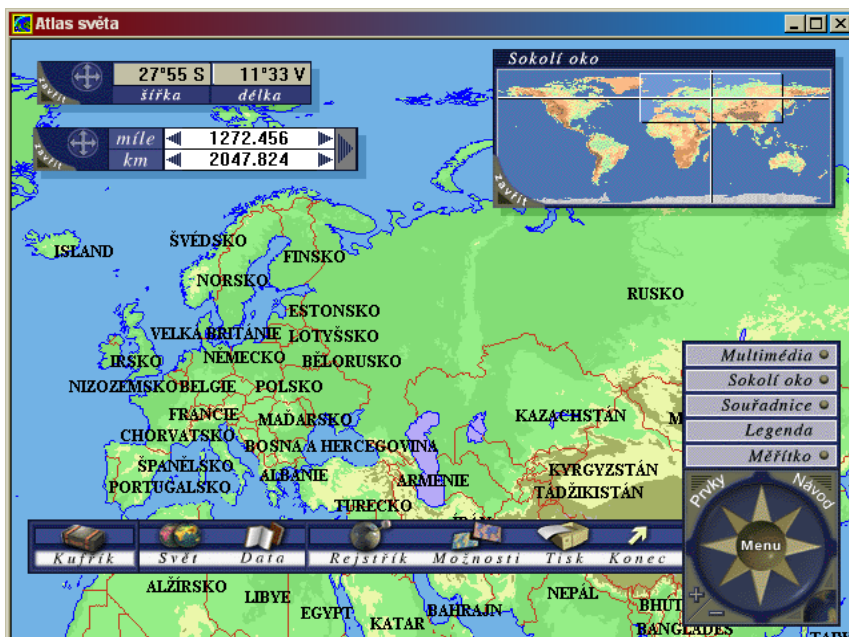 Atlas světa
zavřít
27°55 S 11°33 V
šířka délka
zavřít
míle 1272.456
km 2047.824
Sokolí oko
zavřít
ISLAND
ŠVÉDSKO
FINSKO
NORSKO
RUSKO
ESTONSKO
VELKÁ BRITÁNIE LOTYŠSKO
IRSKO NĚMECKO BĚLORUSKO
NIZOZEMSKO BELGIE POLSKO
FRANCIE MAĎARSKO
KAZACHSTÁN
CHORVATSKO
BOSNA A HERCEGOVINA
ŠPANĚLSKO ALBÁNIE ARMÉNIE KYRGYZSTÁN
PORTUGALSKO TÁDŽIKISTÁN
TURECKO
Multimédia
Sokolí oko
Souřadnice
Legenda
Měřítko
Prvky Návod
Menu
+
−
Kufřík Svět Data Rejstřík Možnosti Tisk Konec
ALŽÍRSKO LIBYE EGYPT KATAR BAHRAJN NEPÁL